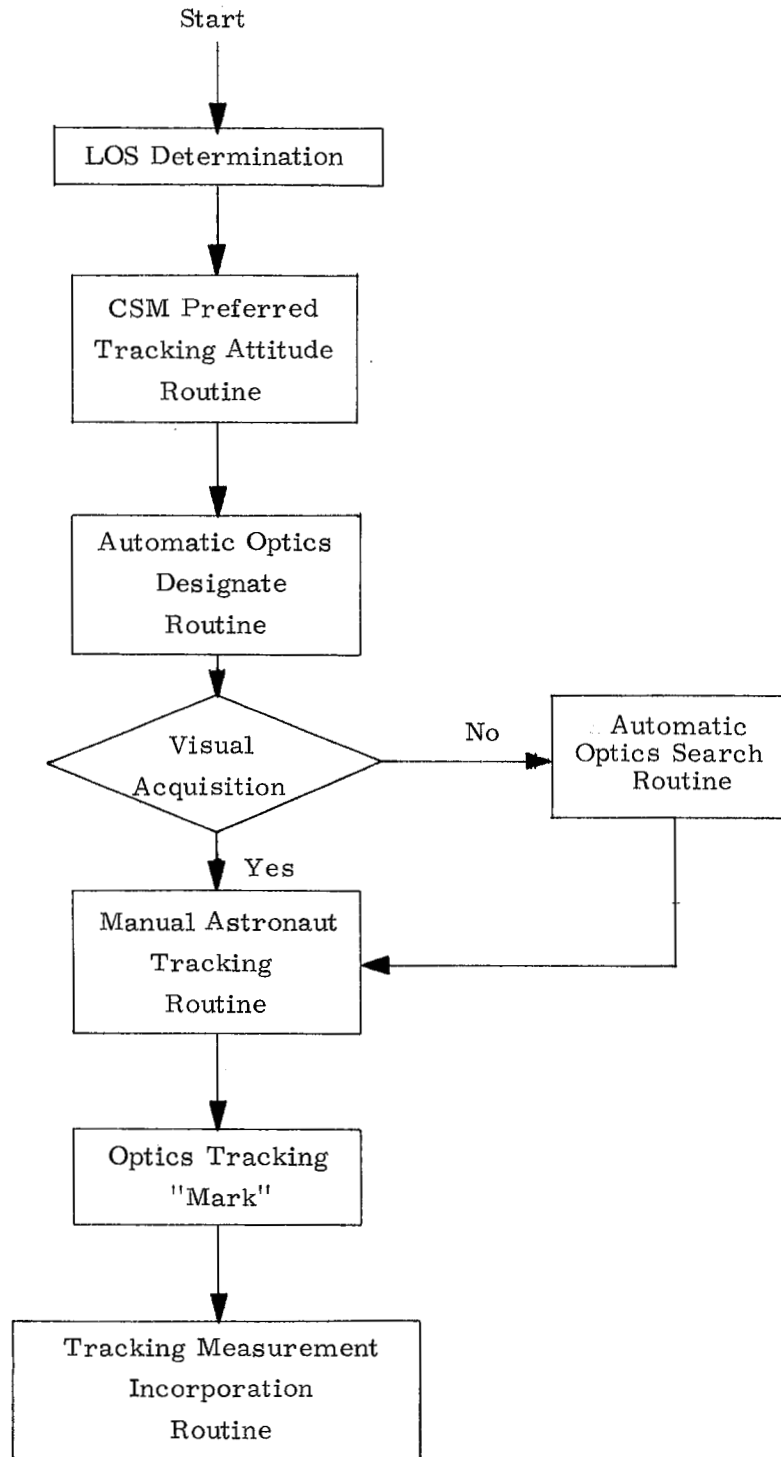 Start
LOS Determination
CSM Preferred
Tracking Attitude
Routine
Automatic Optics
Designate
Routine
Visual
Acquisition
No
Automatic
Optics Search
Routine
Yes
Manual Astronaut
Tracking
Routine
Optics Tracking
"Mark"
Tracking Measurement
Incorporation
Routine